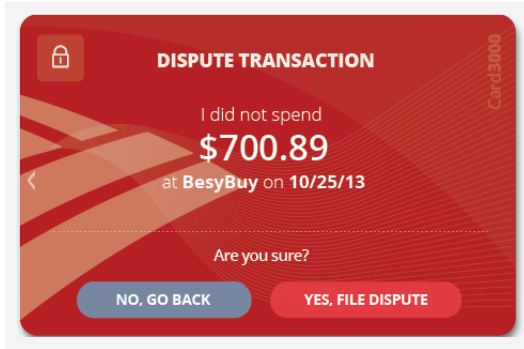 DISPUTE TRANSACTION
Card3000
I did not spend
$700.89
at BesyBuy on 10/25/13
Are you sure?
NO, GO BACK
YES, FILE DISPUTE